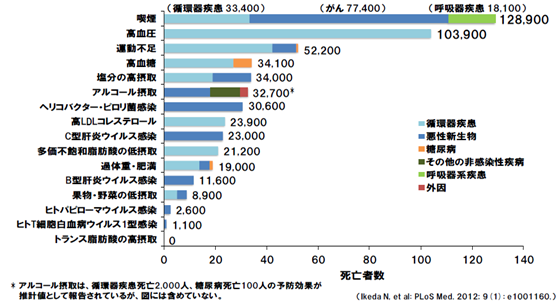 (循環器疾患 33,400) (がん 77,400) (呼吸器疾患 18,100)
喫煙 128,900
高血圧 103,900
運動不足 52,200
高血糖 34,100
塩分の高摂取 34,000
アルコール摂取 32,700*
ヘリコバクター・ピロリ菌感染 30,600
高LDLコレステロール 23,900
C型肝炎ウイルス感染 23,000
多価不飽和脂肪酸の低摂取 21,200
過体重・肥満 19,000
B型肝炎ウイルス感染 11,600
果物・野菜の低摂取 8,900
ヒトパピローマウイルス感染 2,600
ヒトT細胞白血病ウイルス1型感染 1,100
トランス脂肪酸の高摂取 0
循環器疾患
悪性新生物
糖尿病
その他の非感染性疾病
呼吸器系疾患
外因
0 20 40 60 80 100 120 140
死亡者数
* アルコール摂取は、循環器疾患死亡2,000人、糖尿病死亡100人の予防効果が
推計値として報告されているが、図には含めていない。
(Ikeda N. et al: PLoS Med. 2012; 9(1): e1001160.)